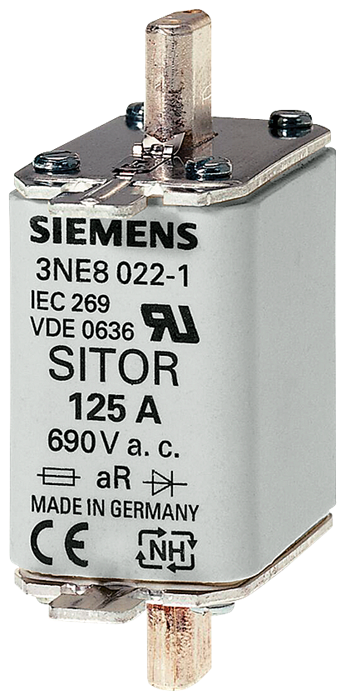 SIEMENS
3NE8 022-1
IEC 269
VDE 0636
SITOR
125 A
690 V a. c.
aR
MADE IN GERMANY
CE NH